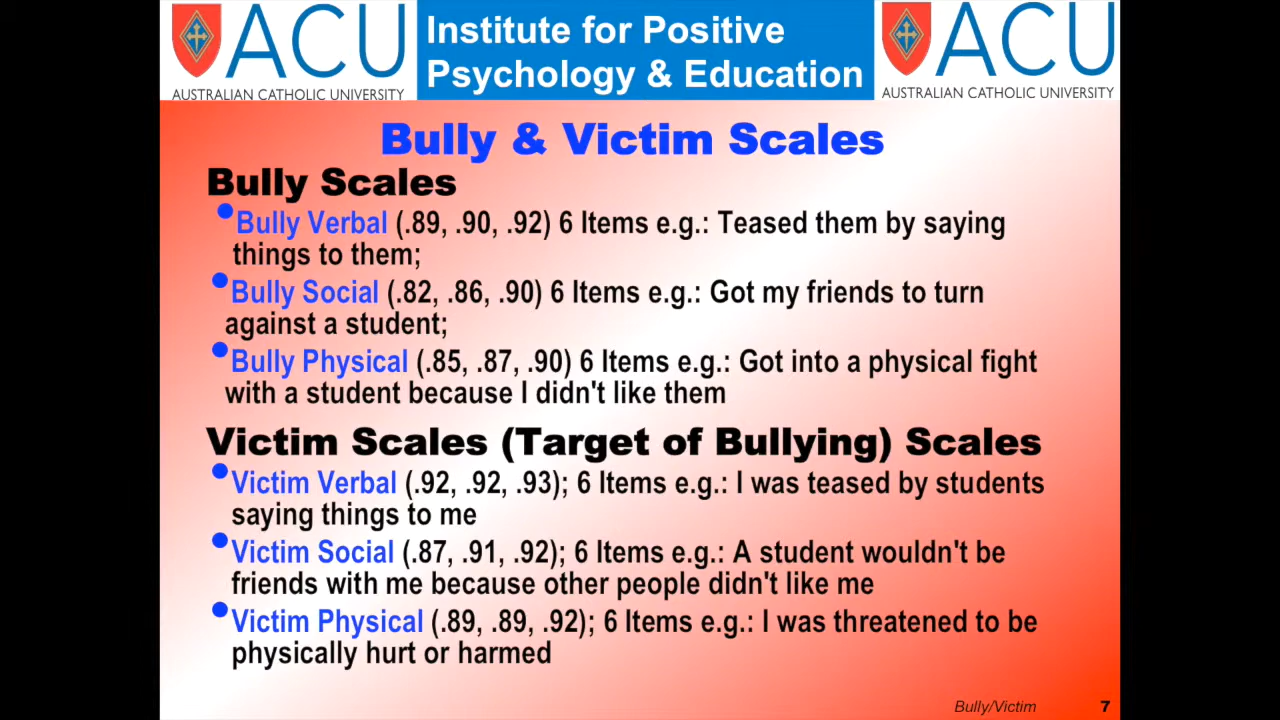 ACU
AUSTRALIAN CATHOLIC UNIVERSITY
Institute for Positive
Psychology & Education
ACU
AUSTRALIAN CATHOLIC UNIVERSITY
Bully & Victim Scales
Bully Scales
•Bully Verbal (.89, .90, .92) 6 Items e.g.: Teased them by saying
things to them;
•Bully Social (.82, .86, .90) 6 Items e.g.: Got my friends to turn
against a student;
•Bully Physical (.85, .87, .90) 6 Items e.g.: Got into a physical fight
with a student because I didn't like them
Victim Scales (Target of Bullying) Scales
•Victim Verbal (.92, .92, .93); 6 Items e.g.: I was teased by students
saying things to me
•Victim Social (.87, .91, .92); 6 Items e.g.: A student wouldn't be
friends with me because other people didn't like me
•Victim Physical (.89, .89, .92); 6 Items e.g.: I was threatened to be
physically hurt or harmed
Bully/Victim 7